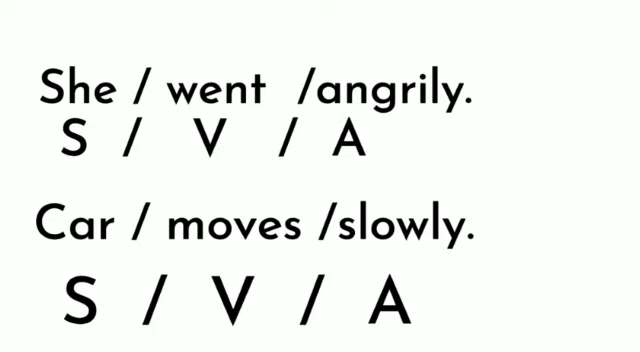 She / went /angrily.
S / V / A
Car / moves /slowly.
S / V / A